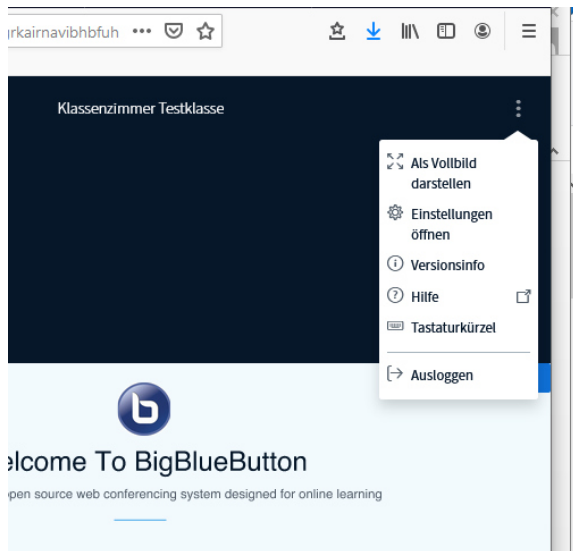 rkairnavibhbfuh
Klassenzimmer Testklasse
Als Vollbild
darstellen
Einstellungen
öffnen
Versionsinfo
Hilfe
Tastaturkürzel
Ausloggen
elcome To BigBlueButton
open source web conferencing system designed for online learning